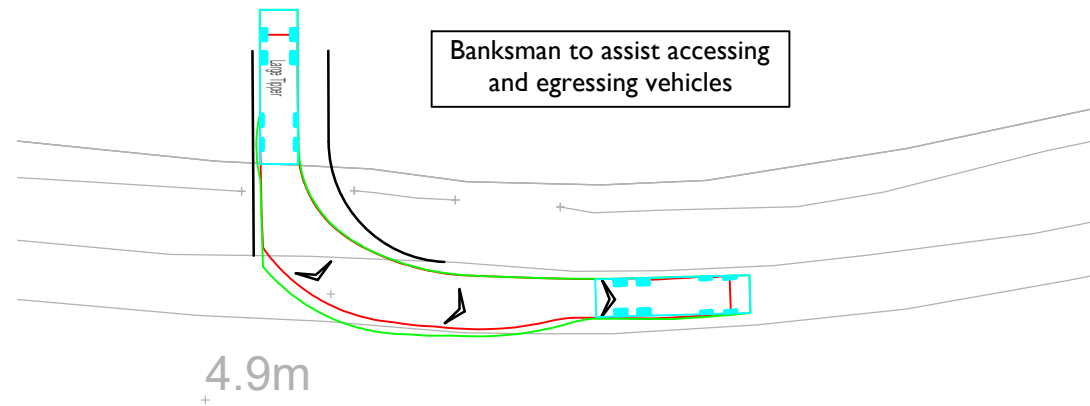 Banksman to assist accessing
and egressing vehicles
Large Tipper
4.9m